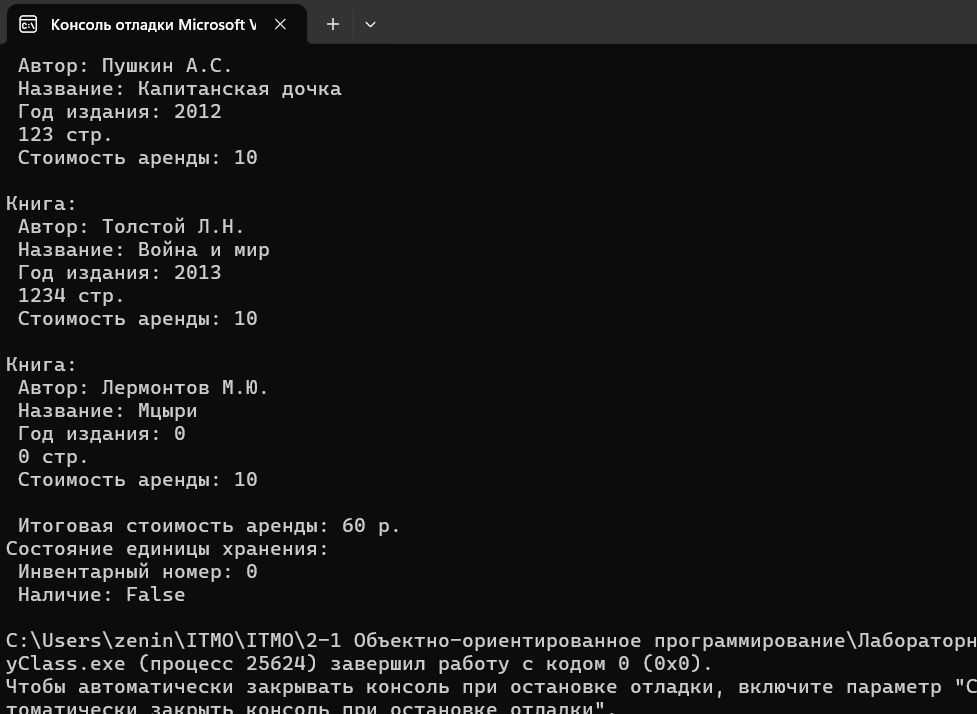 Консоль отладки Microsoft V
Автор: Пушкин А.С.
Название: Капитанская дочка
Год издания: 2012
123 стр.
Стоимость аренды: 10
Книга:
Автор: Толстой Л.Н.
Название: Война и мир
Год издания: 2013
1234 стр.
Стоимость аренды: 10
Книга:
Автор: Лермонтов М.Ю.
Название: Мцыри
Год издания: 0
0 стр.
Стоимость аренды: 10
Итоговая стоимость аренды: 60 р.
Состояние единицы хранения:
Инвентарный номер: 0
Наличие: False
C:\Users\zenin\ITMO\ITMO\2-1 Объектно-ориентированное программирование\Лабораторн
yClass.exe (процесс 25624) завершил работу с кодом 0 (0x0).
Чтобы автоматически закрывать консоль при остановке отладки, включите параметр "С
томатически закрыть консоль при остановке отладки".